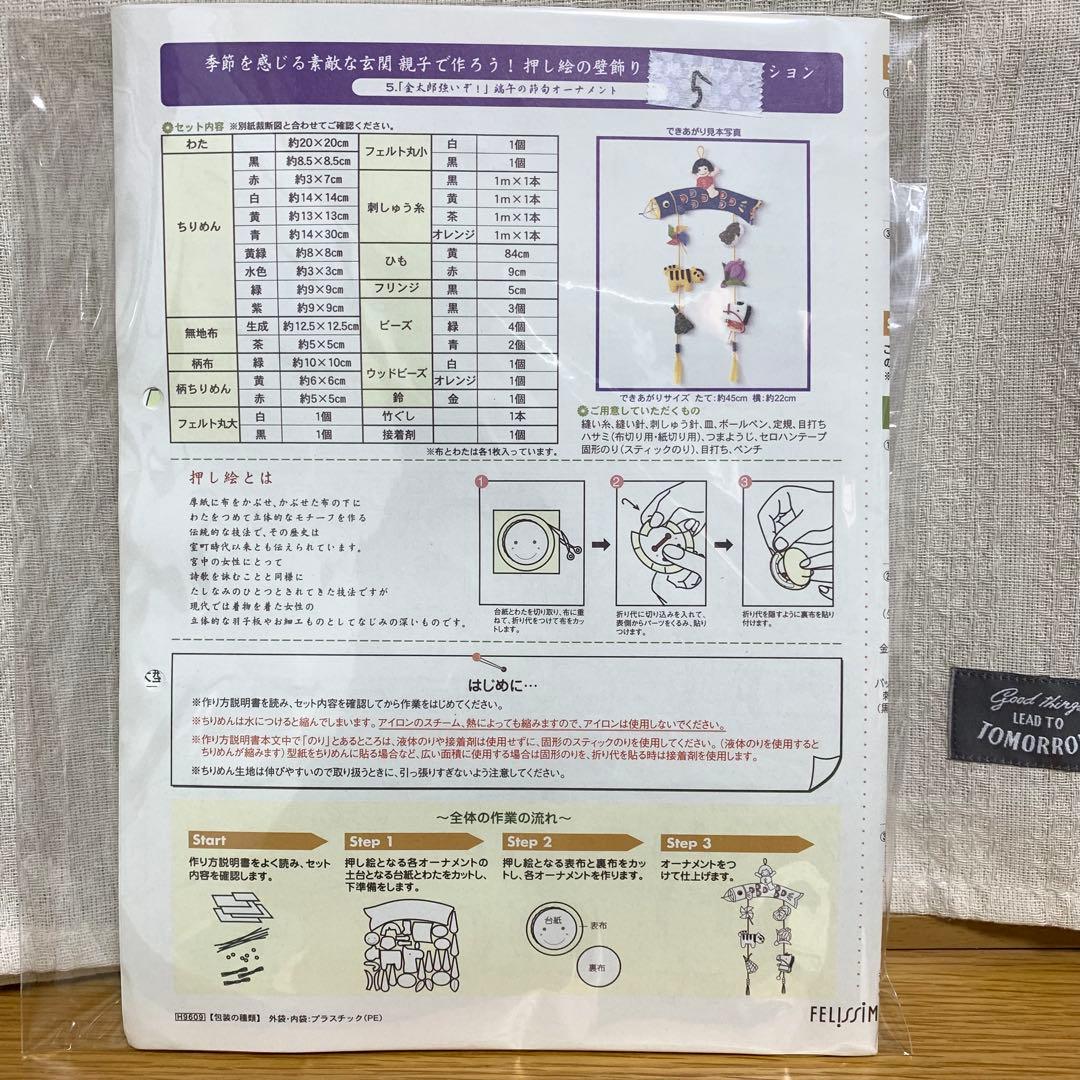 季節を感じる素敵な玄関 親子で作ろう! 押し絵の壁飾り
ション
5
5.「金太郎強いぞ!」端午の節句オーナメント
セット内容 ※別紙裁断図と合わせてご確認ください。
わた 約20×20cm
ちりめん 黒 約8.5×8.5cm
赤 約3×7cm
白 約14×14cm
黄 約13×13cm
青 約14×30cm
黄緑 約8×8cm
水色 約3×3cm
緑 約9×9cm
紫 約9×9cm
無地布 生成 約12.5×12.5cm
茶 約5×5cm
柄布 緑 約10×10cm
柄ちりめん 黄 約6×6cm
赤 約5×5cm
フェルト丸大 白 1個
黒 1個
フェルト丸小 白 1個
黒 1個
刺しゅう糸 黒 1m×1本
黄 1m×1本
茶 1m×1本
オレンジ 1m×1本
ひも 黄 84cm
赤 9cm
フリンジ 黒 5cm
ビーズ 黒 3個
緑 4個
青 2個
ウッドビーズ 白 1個
オレンジ 1個
鈴 金 1個
竹ぐし 1本
接着剤 1個
※布とわたは各1枚入っています。
できあがり見本写真
できあがりサイズ たて:約45cm 横:約22cm
ご用意していただくもの
縫い糸、縫い針、刺しゅう針、皿、ボールペン、定規、目打ち
ハサミ(布切り用・紙切り用)、つまようじ、セロハンテープ
固形のり(スティックのり)、目打ち、ペンチ
押し絵とは
厚紙に布をかぶせ、かぶせた布の下に
わたをつめて立体的なモチーフを作る
伝統的な技法で、その歴史は
室町時代以来とも伝えられています。
宮中の女性にとって
詩歌を詠むことと同様に
たしなみのひとつとされてきた技法ですが
現代では着物を着た女性の
立体的な羽子板やお細工ものとしてなじみの深いものです。
1
台紙とわたを切り取り、布に重
ねて、折り代をつけて布をカッ
トします。
2
折り代に切り込みを入れて、
表側からパーツをくるみ、貼り
つけます。
3
折り代を隠すように裏布を貼り
付けます。
はじめに…
※作り方説明書を読み、セット内容を確認してから作業をはじめてください。
※ちりめんは水につけると縮んでしまいます。アイロンのスチーム、熱によっても縮みますので、アイロンは使用しないでください。
※作り方説明書本文中で「のり」とあるところは、液体のりや接着剤は使用せずに、固形のスティックのりを使用してください。(液体のりを使用すると
ちりめんが縮みます)型紙をちりめんに貼る場合など、広い面積に使用する場合は固形のりを、折り代を貼る時は接着剤を使用します。
※ちりめん生地は伸びやすいので取り扱うときに、引っ張りすぎないよう注意してください。
～全体の作業の流れ～
Start
作り方説明書をよく読み、セット
内容を確認します。
Step 1
押し絵となる各オーナメントの
土台となる台紙とわたをカットし、
下準備をします。
Step 2
押し絵となる表布と裏布をカッ
トし、各オーナメントを作ります。
台紙
表布
裏布
Step 3
オーナメントをつ
けて仕上げます。
H9609 【包装の種類】 外袋・内袋:プラスチック(PE)
FELISSIM
Good things
LEAD TO
TOMORROW